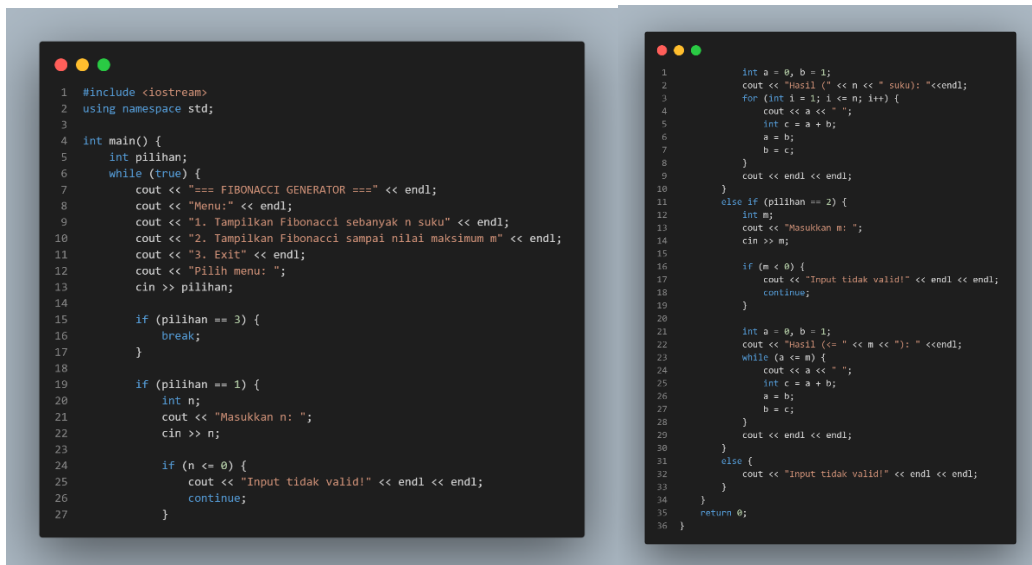 1 #include <iostream>
2 using namespace std;
3
4 int main() {
5     int pilihan;
6     while (true) {
7         cout << "=== FIBONACCI GENERATOR ===" << endl;
8         cout << "Menu:" << endl;
9         cout << "1. Tampilkan Fibonacci sebanyak n suku" << endl;
10         cout << "2. Tampilkan Fibonacci sampai nilai maksimum m" << endl;
11         cout << "3. Exit" << endl;
12         cout << "Pilih menu: ";
13         cin >> pilihan;
14
15         if (pilihan == 3) {
16             break;
17         }
18
19         if (pilihan == 1) {
20             int n;
21             cout << "Masukkan n: ";
22             cin >> n;
23
24             if (n <= 0) {
25                 cout << "Input tidak valid!" << endl << endl;
26                 continue;
27             }
1             int a = 0, b = 1;
2             cout << "Hasil (" << n << " suku): "<<endl;
3             for (int i = 1; i <= n; i++) {
4                 cout << a << " ";
5                 int c = a + b;
6                 a = b;
7                 b = c;
8             }
9             cout << endl << endl;
10         }
11         else if (pilihan == 2) {
12             int m;
13             cout << "Masukkan m: ";
14             cin >> m;
15
16             if (m < 0) {
17                 cout << "Input tidak valid!" << endl << endl;
18                 continue;
19             }
20
21             int a = 0, b = 1;
22             cout << "Hasil (<= " << m << "): " <<endl;
23             while (a <= m) {
24                 cout << a << " ";
25                 int c = a + b;
26                 a = b;
27                 b = c;
28             }
29             cout << endl << endl;
30         }
31         else {
32             cout << "Input tidak valid!" << endl << endl;
33         }
34     }
35     return 0;
36 }